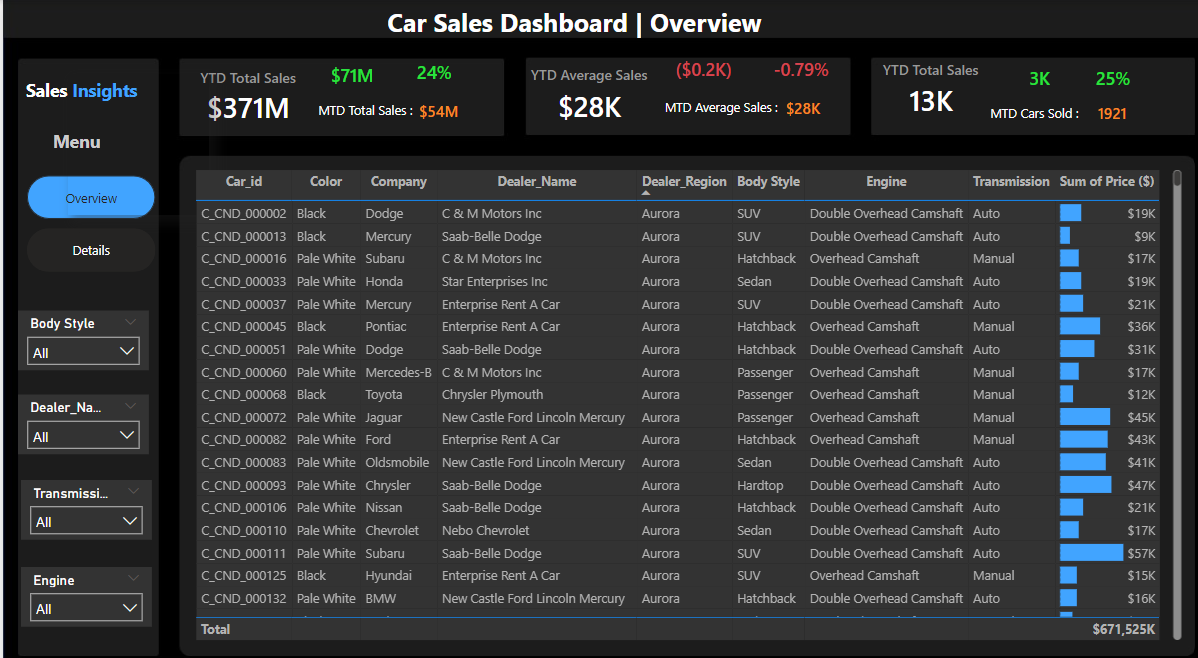 Car Sales Dashboard | Overview
Sales Insights
Menu
Overview
Details
Body Style
All
Dealer_Na...
All
Transmissi...
All
Engine
All
YTD Total Sales $71M 24%
$371M MTD Total Sales : $54M
YTD Average Sales ($0.2K) -0.79%
$28K MTD Average Sales : $28K
YTD Total Sales 3K 25%
13K MTD Cars Sold : 1921
Car_id Color Company Dealer_Name Dealer_Region Body Style Engine Transmission Sum of Price ($)
C_CND_000002 Black Dodge C & M Motors Inc Aurora SUV Double Overhead Camshaft Auto $19K
C_CND_000013 Black Mercury Saab-Belle Dodge Aurora SUV Double Overhead Camshaft Auto $9K
C_CND_000016 Pale White Subaru C & M Motors Inc Aurora Hatchback Overhead Camshaft Manual $17K
C_CND_000033 Pale White Honda Star Enterprises Inc Aurora Sedan Double Overhead Camshaft Auto $19K
C_CND_000037 Pale White Mercury Enterprise Rent A Car Aurora SUV Double Overhead Camshaft Auto $21K
C_CND_000045 Black Pontiac Enterprise Rent A Car Aurora Hatchback Overhead Camshaft Manual $36K
C_CND_000051 Pale White Dodge Saab-Belle Dodge Aurora Hatchback Double Overhead Camshaft Auto $31K
C_CND_000060 Pale White Mercedes-B C & M Motors Inc Aurora Passenger Overhead Camshaft Manual $17K
C_CND_000068 Black Toyota Chrysler Plymouth Aurora Passenger Overhead Camshaft Manual $12K
C_CND_000072 Pale White Jaguar New Castle Ford Lincoln Mercury Aurora Passenger Overhead Camshaft Manual $45K
C_CND_000082 Pale White Ford Enterprise Rent A Car Aurora Hatchback Overhead Camshaft Manual $43K
C_CND_000083 Pale White Oldsmobile New Castle Ford Lincoln Mercury Aurora Sedan Double Overhead Camshaft Auto $41K
C_CND_000093 Pale White Chrysler Saab-Belle Dodge Aurora Hardtop Double Overhead Camshaft Auto $47K
C_CND_000106 Pale White Nissan Saab-Belle Dodge Aurora Hatchback Double Overhead Camshaft Auto $21K
C_CND_000110 Pale White Chevrolet Nebo Chevrolet Aurora Sedan Double Overhead Camshaft Auto $17K
C_CND_000111 Pale White Subaru Saab-Belle Dodge Aurora SUV Double Overhead Camshaft Auto $57K
C_CND_000125 Black Hyundai Enterprise Rent A Car Aurora SUV Overhead Camshaft Manual $15K
C_CND_000132 Pale White BMW New Castle Ford Lincoln Mercury Aurora Hatchback Double Overhead Camshaft Auto $16K
Total $671,525K